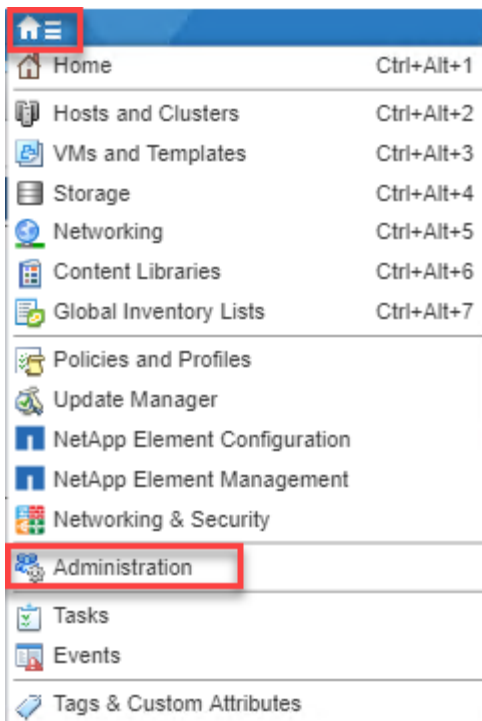 Home Ctrl+Alt+1
Hosts and Clusters Ctrl+Alt+2
VMs and Templates Ctrl+Alt+3
Storage Ctrl+Alt+4
Networking Ctrl+Alt+5
Content Libraries Ctrl+Alt+6
Global Inventory Lists Ctrl+Alt+7
Policies and Profiles
Update Manager
NetApp Element Configuration
NetApp Element Management
Networking & Security
Administration
Tasks
Events
Tags & Custom Attributes